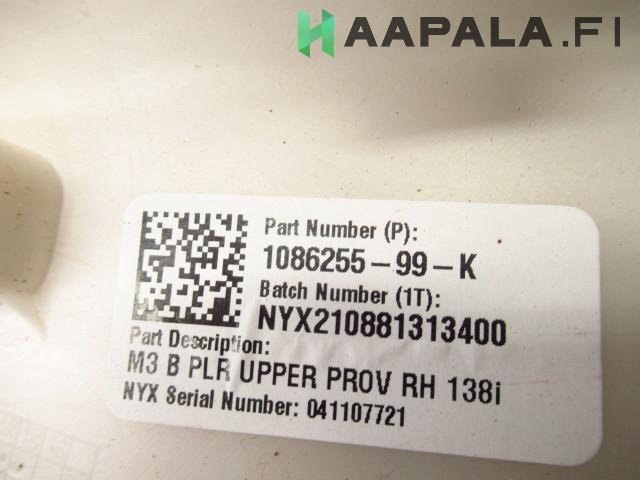 HAAPALA.FI
Part Number (P):
1086255-99-K
Batch Number (1T):
NYX210881313400
Part Description:
M3 B PLR UPPER PROV RH 138i
NYX Serial Number: 041107721